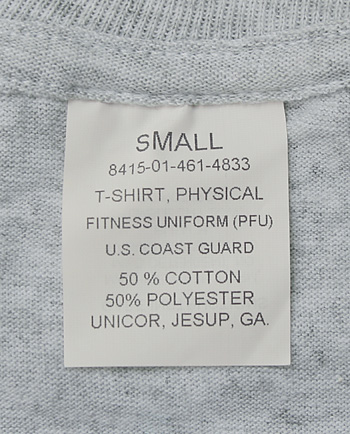 SMALL
8415-01-461-4833
T-SHIRT, PHYSICAL
FITNESS UNIFORM (PFU)
U.S. COAST GUARD
50 % COTTON
50% POLYESTER
UNICOR, JESUP, GA.